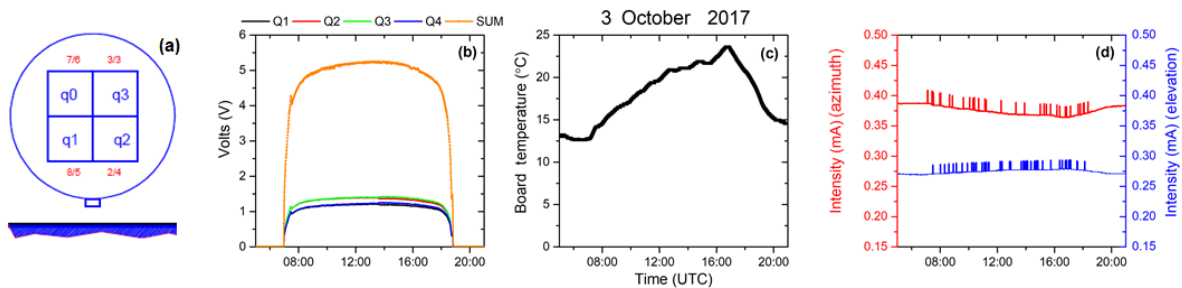 3 October 2017
(a)
7/6 3/3
q0 q3
q1 q2
8/5 2/4
Q1 Q2 Q3 Q4 SUM
(b)
Volts (V)
6
5
4
3
2
1
0
08:00 12:00 16:00 20:00
(c)
Board temperature (°C)
25
20
15
10
5
0
08:00 12:00 16:00 20:00
Time (UTC)
(d)
Intensity (mA) (azimuth)
0.50
0.45
0.40
0.35
0.30
0.25
0.20
0.15
08:00 12:00 16:00 20:00
0.50
0.45
0.40
0.35
0.30
0.25
0.20
0.15
Intensity (mA) (elevation)